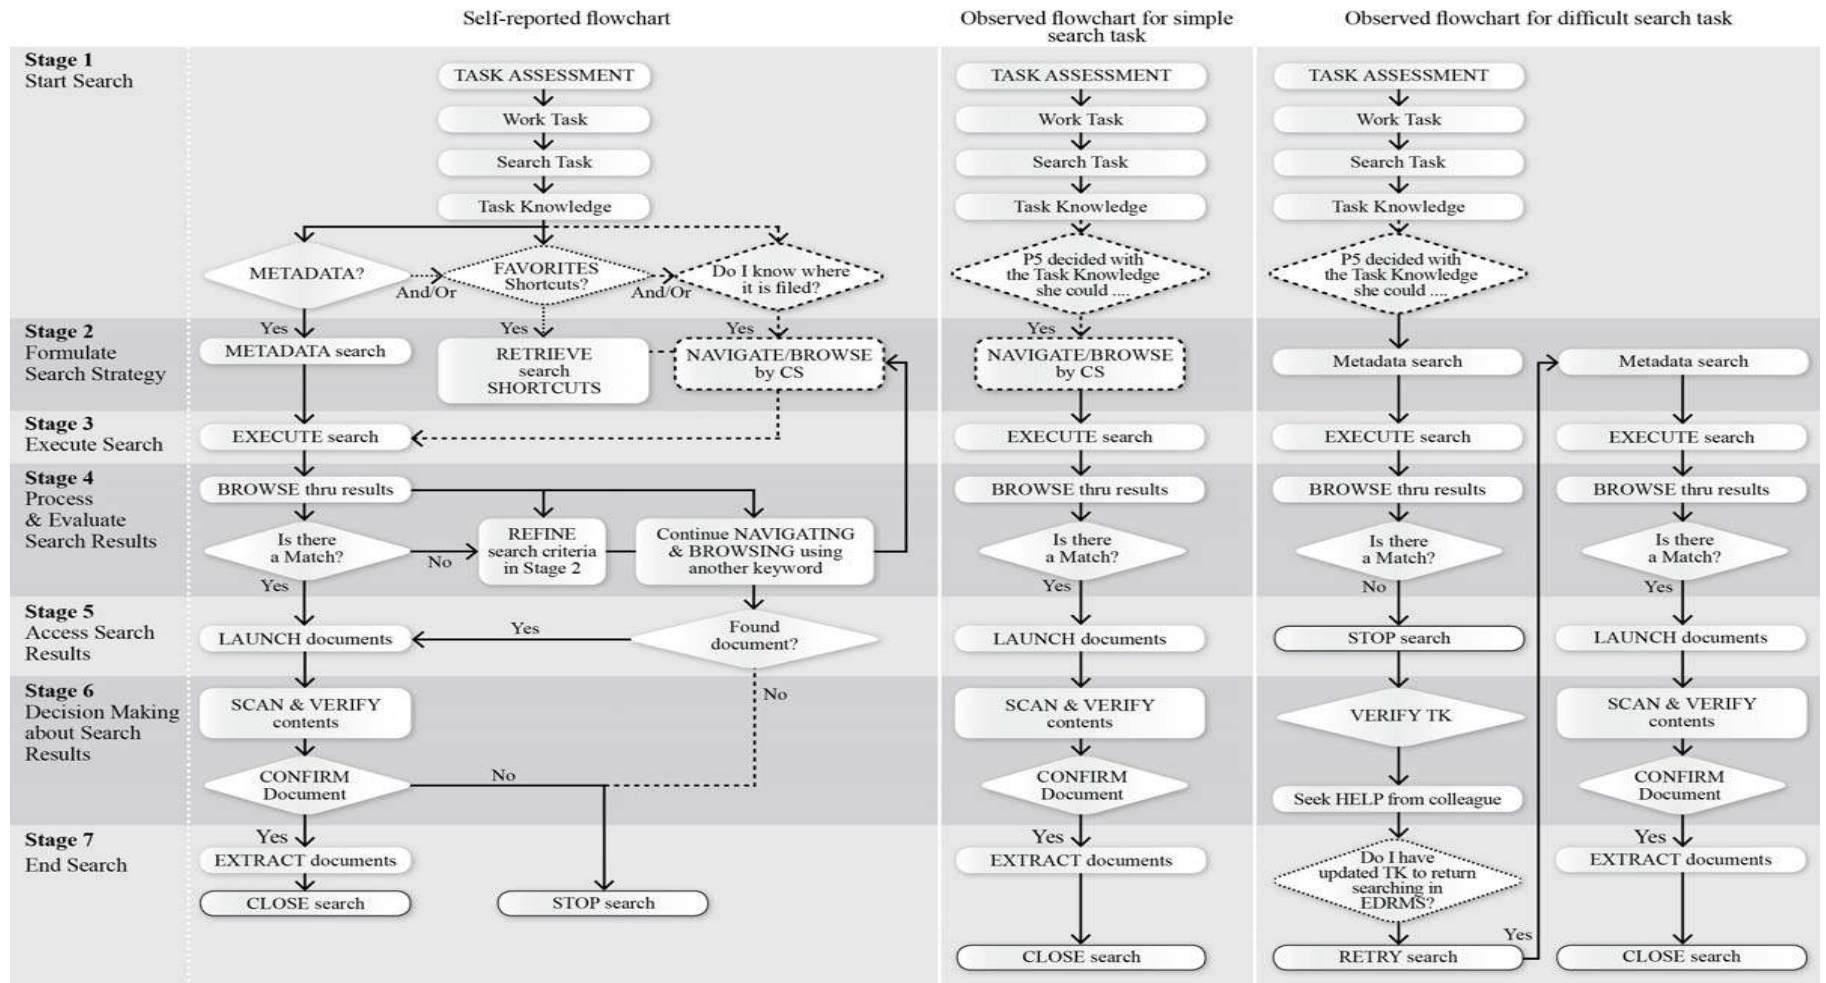 Self-reported flowchart
Observed flowchart for simple
search task
Observed flowchart for difficult search task
Stage 1
Start Search
TASK ASSESSMENT
Work Task
Search Task
Task Knowledge
METADATA?
And/Or
FAVORITES
Shortcuts?
And/Or
Do I know where
it is filed?
Stage 2
Formulate
Search Strategy
Yes
METADATA search
Yes
RETRIEVE
search
SHORTCUTS
Yes
NAVIGATE/BROWSE
by CS
Stage 3
Execute Search
EXECUTE search
Stage 4
Process
& Evaluate
Search Results
BROWSE thru results
Is there
a Match?
No
REFINE
search criteria
in Stage 2
Continue NAVIGATING
& BROWSING using
another keyword
Yes
Stage 5
Access Search
Results
LAUNCH documents
Yes
Found
document?
Stage 6
Decision Making
about Search
Results
SCAN & VERIFY
contents
No
CONFIRM
Document
No
Stage 7
End Search
Yes
EXTRACT documents
CLOSE search
STOP search
TASK ASSESSMENT
Work Task
Search Task
Task Knowledge
P5 decided with
the Task Knowledge
she could ....
Yes
NAVIGATE/BROWSE
by CS
EXECUTE search
BROWSE thru results
Is there
a Match?
Yes
LAUNCH documents
SCAN & VERIFY
contents
CONFIRM
Document
Yes
EXTRACT documents
CLOSE search
TASK ASSESSMENT
Work Task
Search Task
Task Knowledge
P5 decided with
the Task Knowledge
she could ....
Metadata search
EXECUTE search
BROWSE thru results
Is there
a Match?
No
STOP search
VERIFY TK
Seek HELP from colleague
Do I have
updated TK to return
searching in
EDRMS?
Yes
RETRY search
Metadata search
EXECUTE search
BROWSE thru results
Is there
a Match?
Yes
LAUNCH documents
SCAN & VERIFY
contents
CONFIRM
Document
Yes
EXTRACT documents
CLOSE search